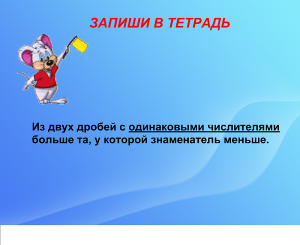 ЗАПИШИ В ТЕТРАДЬ
Из двух дробей с одинаковыми числителями
больше та, у которой знаменатель меньше.